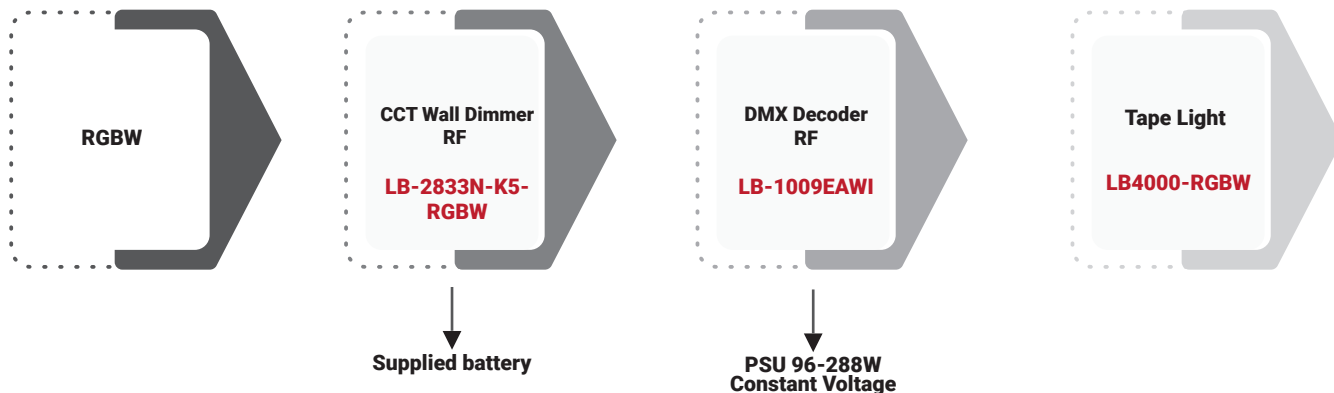 RGBW
CCT Wall Dimmer
RF
LB-2833N-K5-
RGBW
Supplied battery
DMX Decoder
RF
LB-1009EAWI
PSU 96-288W
Constant Voltage
Tape Light
LB4000-RGBW